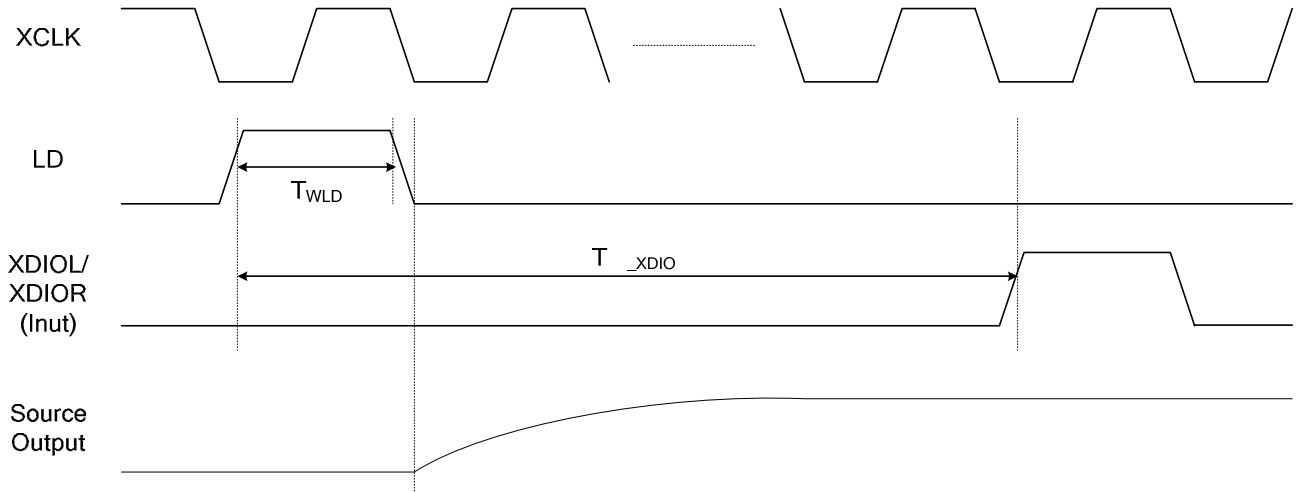 XCLK
LD
TWLD
XDIOL/
XDIOR
(Inut)
T _XDIO
Source
Output